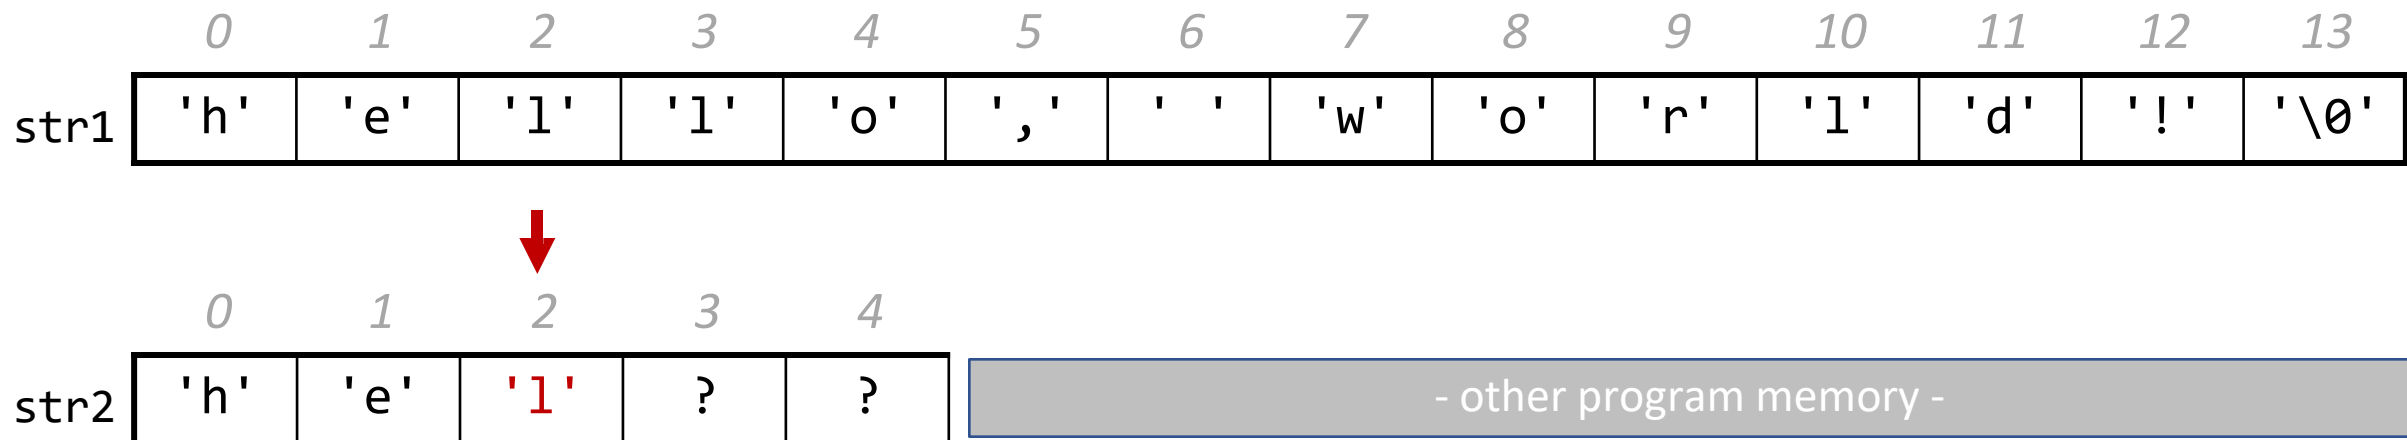 0 1 2 3 4 5 6 7 8 9 10 11 12 13
str1 'h' 'e' 'l' 'l' 'o' ',' ' ' 'w' 'o' 'r' 'l' 'd' '!' '\0'
0 1 2 3 4
str2 'h' 'e' 'l' ? ? - other program memory -